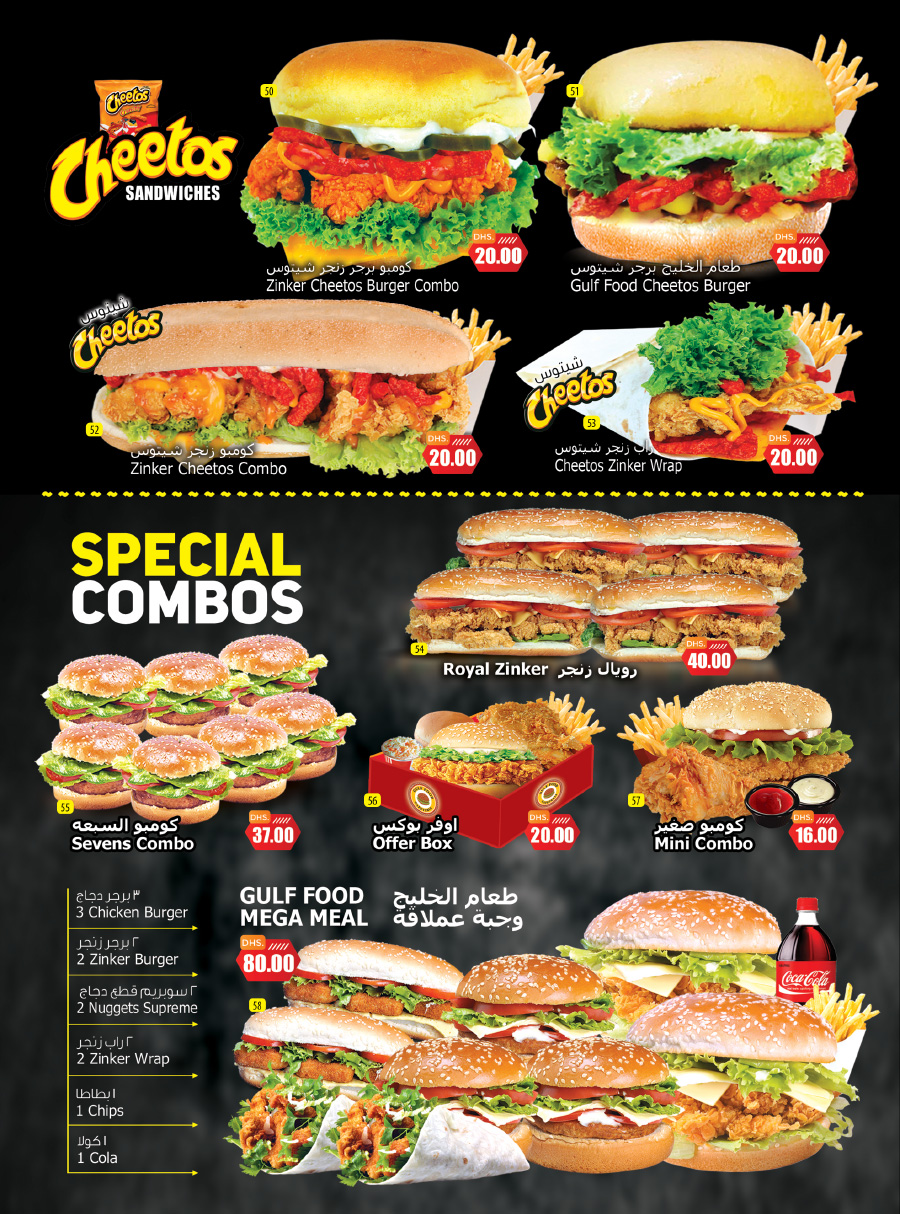 Cheetos
Cheetos
SANDWICHES
50
DHS.
20.00
كومبو برجر زنجر شيتوس
Zinker Cheetos Burger Combo
51
DHS.
20.00
طعام الخليج برجر شيتوس
Gulf Food Cheetos Burger
شيتوس
Cheetos
52
DHS.
20.00
كومبو زنجر شيتوس
Zinker Cheetos Combo
شيتوس
Cheetos
53
DHS.
20.00
راب زنجر شيتوس
Cheetos Zinker Wrap
SPECIAL
COMBOS
54
DHS.
40.00
Royal Zinker رويال زنجر
55
DHS.
37.00
كومبو السبعه
Sevens Combo
56
DHS.
20.00
اوفر بوكس
Offer Box
57
DHS.
16.00
كومبو صغير
Mini Combo
GULF FOOD طعام الخليج
MEGA MEAL وجبة عملاقة
DHS.
80.00
58
Coca-Cola
٣ برجر دجاج
3 Chicken Burger
٢ برجر زنجر
2 Zinker Burger
٢ سوبريم قطع دجاج
2 Nuggets Supreme
٢ راب زنجر
2 Zinker Wrap
١ بطاطا
1 Chips
١ كولا
1 Cola